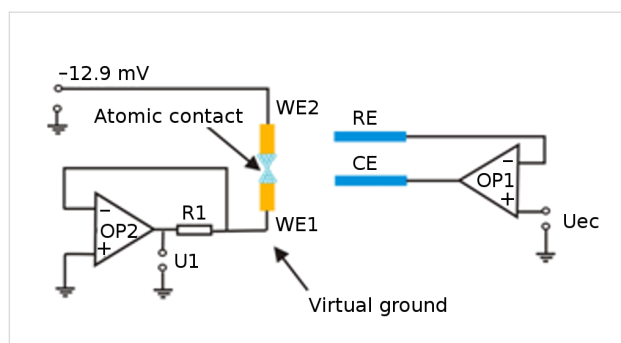 –12.9 mV
Atomic contact
WE2
RE
CE
–
OP1
+
Uec
R1
WE1
–
OP2
+
U1
Virtual ground